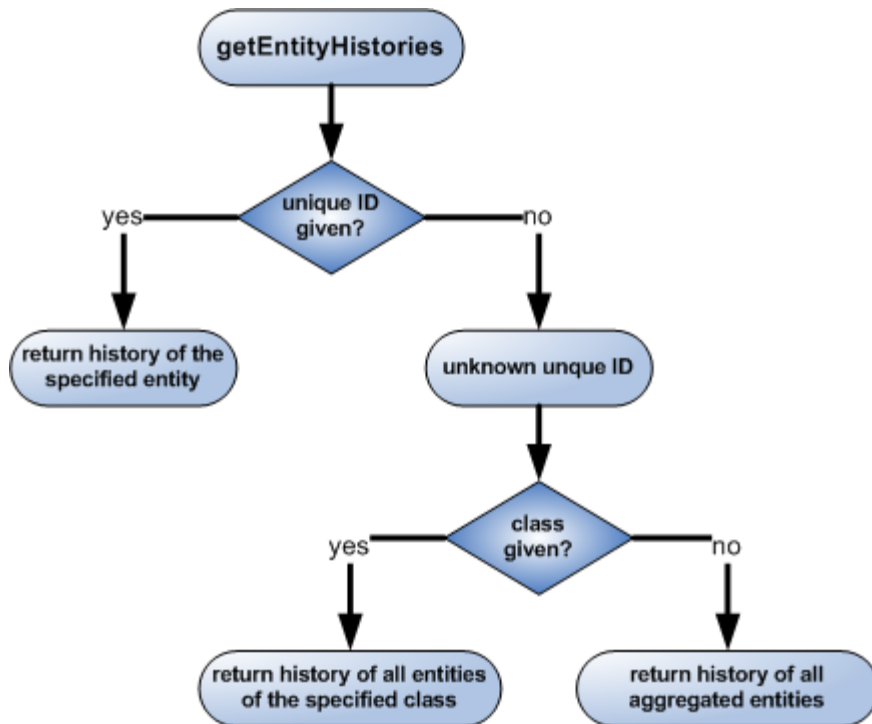 getEntityHistories
unique ID
given?
yes
no
return history of the
specified entity
unknown unque ID
class
given?
yes
no
return history of all entities
of the specified class
return history of all
aggregated entities